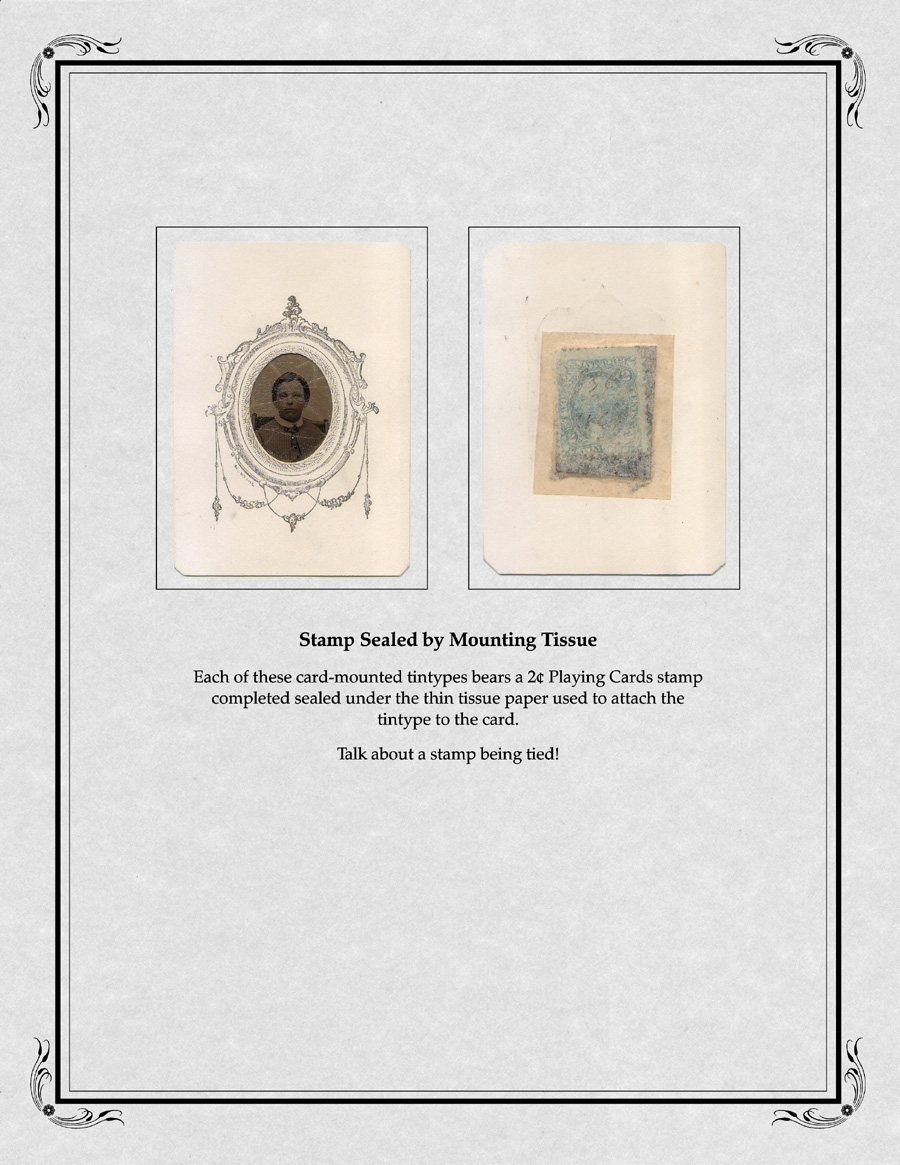 Stamp Sealed by Mounting Tissue
Each of these card-mounted tintypes bears a 2¢ Playing Cards stamp
completed sealed under the thin tissue paper used to attach the
tintype to the card.
Talk about a stamp being tied!